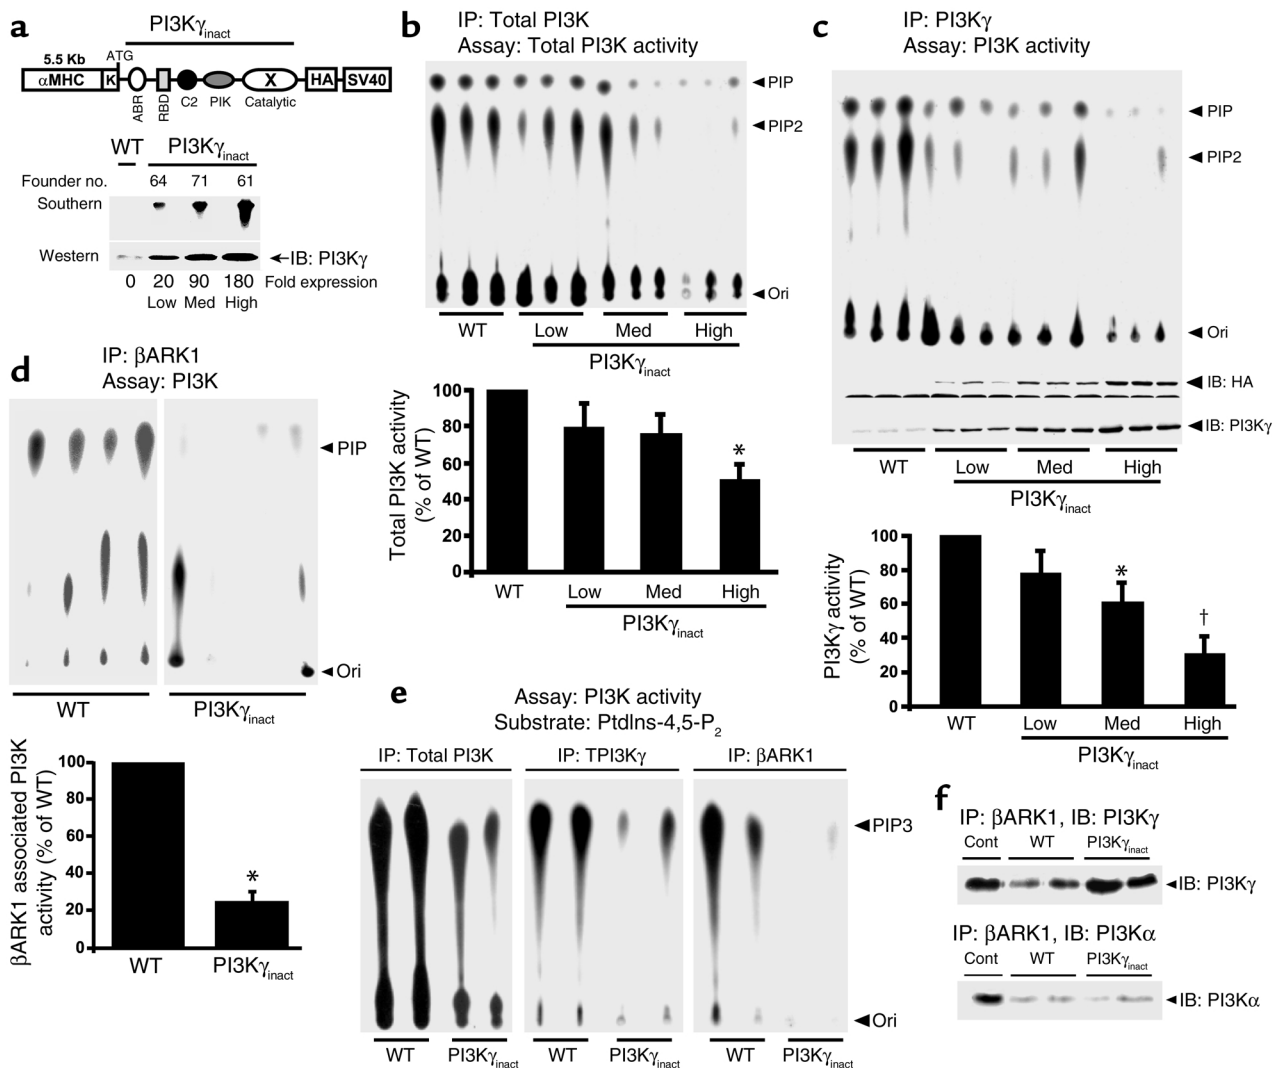 a
PI3Kγinact
5.5 Kb
ATG
αMHC
K
X
HA
SV40
ABR
RBD
C2
PIK
Catalytic
WT
PI3Kγinact
Founder no.
64
71
61
Southern
Western
IB: PI3Kγ
0
20
90
180
Fold expression
Low
Med
High
b
IP: Total PI3K
Assay: Total PI3K activity
PIP
PIP2
Ori
WT
Low
Med
High
PI3Kγinact
Total PI3K activity
(% of WT)
100
80
60
40
20
0
WT
Low
Med
High
PI3Kγinact
*
c
IP: PI3Kγ
Assay: PI3K activity
PIP
PIP2
Ori
IB: HA
IB: PI3Kγ
WT
Low
Med
High
PI3Kγinact
PI3Kγ activity
(% of WT)
100
80
60
40
20
0
*
†
WT
Low
Med
High
PI3Kγinact
d
IP: βARK1
Assay: PI3K
PIP
Ori
WT
PI3Kγinact
βARK1 associated PI3K
activity (% of WT)
100
80
60
40
20
0
*
WT
PI3Kγinact
e
Assay: PI3K activity
Substrate: PtdIns-4,5-P2
IP: Total PI3K
IP: TPI3Kγ
IP: βARK1
PIP3
Ori
WT
PI3Kγinact
WT
PI3Kγinact
WT
PI3Kγinact
f
IP: βARK1, IB: PI3Kγ
Cont
WT
PI3Kγinact
IB: PI3Kγ
IP: βARK1, IB: PI3Kα
Cont
WT
PI3Kγinact
IB: PI3Kα